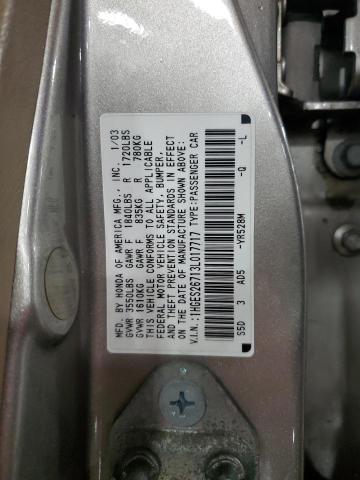 MFD. BY HONDA OF AMERICA MFG., INC. 1/03
GVWR 3550LBS GAWR F 1840LBS R 1720LBS
GVWR 1610KG GAWR F 835KG R 780KG
THIS VEHICLE CONFORMS TO ALL APPLICABLE
FEDERAL MOTOR VEHICLE SAFETY, BUMPER,
AND THEFT PREVENTION STANDARDS IN EFFECT
ON THE DATE OF MANUFACTURE SHOWN ABOVE.
V.I.N.: 1HGES26713L017717 TYPE:PASSENGER CAR
S5D 3 AD5 -YR528M -Q -L